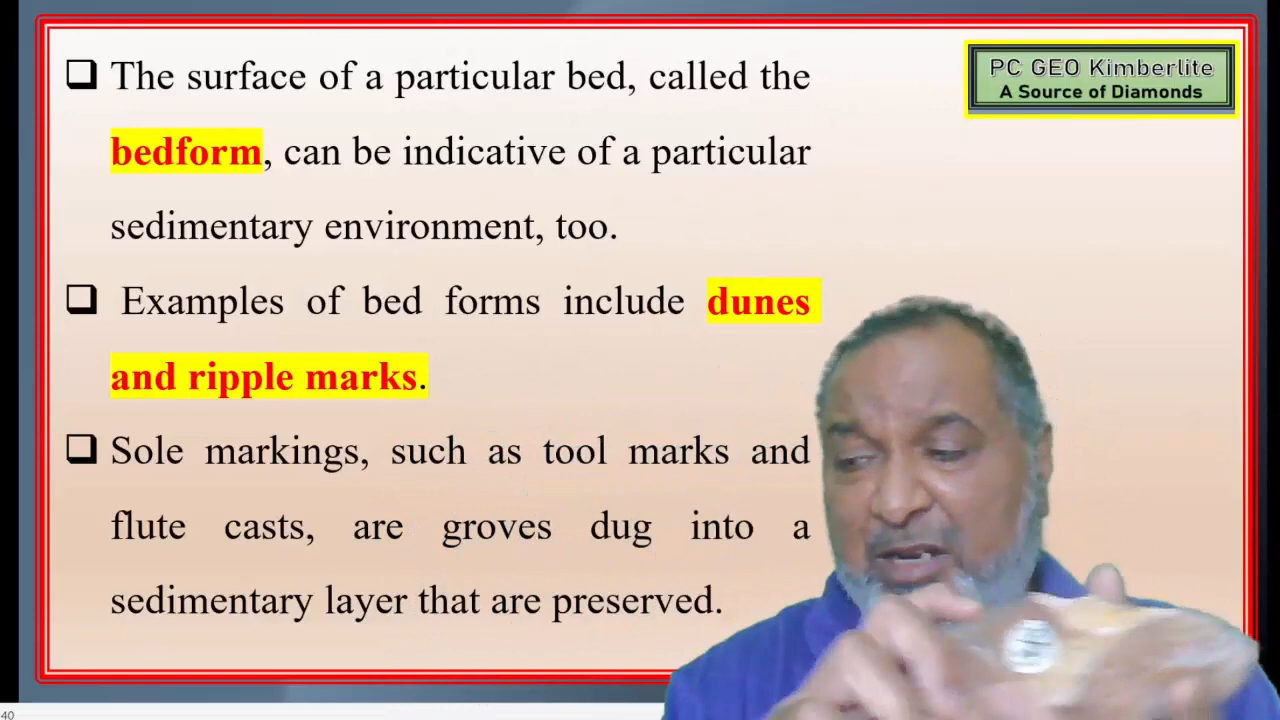 The surface of a particular bed, called the
bedform, can be indicative of a particular
sedimentary environment, too.
Examples of bed forms include dunes
and ripple marks.
Sole markings, such as tool marks and
flute casts, are groves dug into a
sedimentary layer that are preserved.
PC GEO Kimberlite
A Source of Diamonds
40